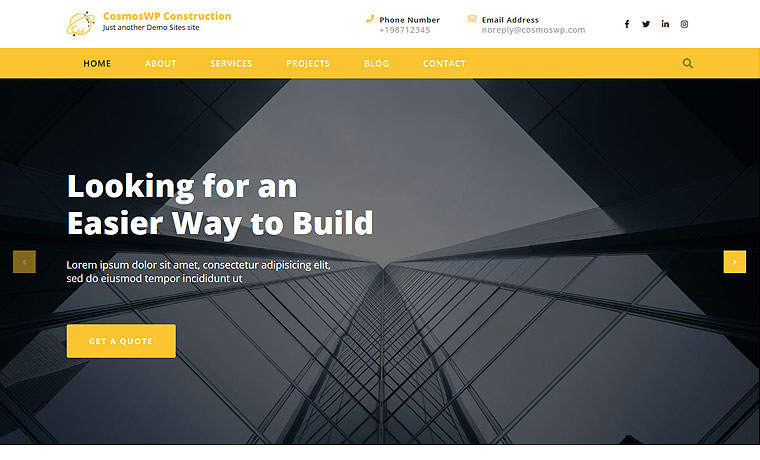 CosmosWP Construction
Just another Demo Sites site
Phone Number
+198712345
Email Address
noreply@cosmoswp.com
HOME ABOUT SERVICES PROJECTS BLOG CONTACT
Looking for an
Easier Way to Build
Lorem ipsum dolor sit amet, consectetur adipisicing elit,
sed do eiusmod tempor incididunt ut
GET A QUOTE